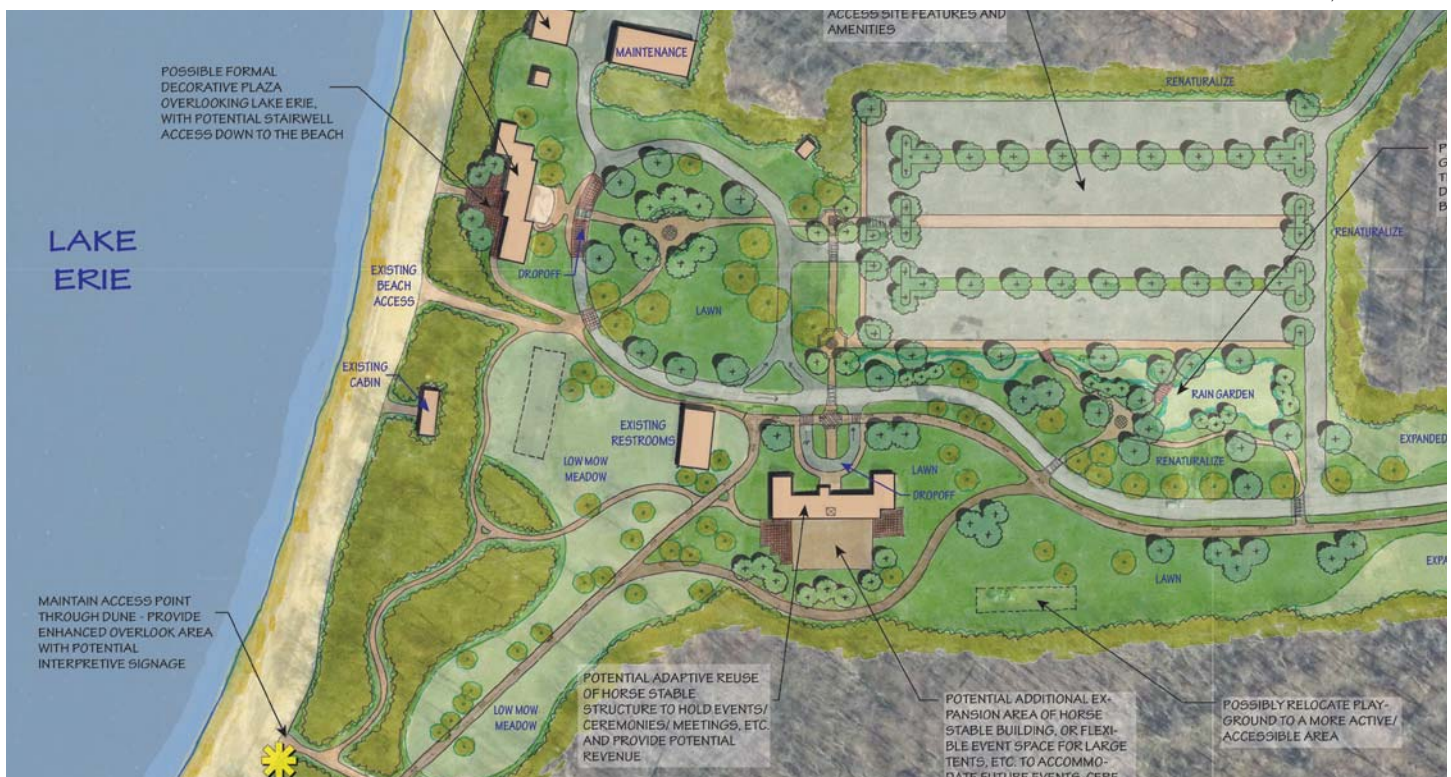 ACCESS SITE FEATURES AND
AMENITIES
MAINTENANCE
POSSIBLE FORMAL
DECORATIVE PLAZA
OVERLOOKING LAKE ERIE,
WITH POTENTIAL STAIRWELL
ACCESS DOWN TO THE BEACH
RENATURALIZE
LAKE
ERIE
RENATURALIZE
EXISTING
BEACH
ACCESS
DROPOFF
LAWN
EXISTING
CABIN
RAIN GARDEN
EXISTING
RESTROOMS
LOW MOW
MEADOW
LAWN
DROPOFF
RENATURALIZE
EXPANDED
LAWN
MAINTAIN ACCESS POINT
THROUGH DUNE - PROVIDE
ENHANCED OVERLOOK AREA
WITH POTENTIAL
INTERPRETIVE SIGNAGE
LOW MOW
MEADOW
POTENTIAL ADAPTIVE REUSE
OF HORSE STABLE
STRUCTURE TO HOLD EVENTS/
CEREMONIES/ MEETINGS, ETC.
AND PROVIDE POTENTIAL
REVENUE
POTENTIAL ADDITIONAL EX-
PANSION AREA OF HORSE
STABLE BUILDING, OR FLEXI-
BLE EVENT SPACE FOR LARGE
TENTS, ETC. TO ACCOMMO-
DATE FUTURE EVENTS, CERE-
POSSIBLY RELOCATE PLAY-
GROUND TO A MORE ACTIVE/
ACCESSIBLE AREA